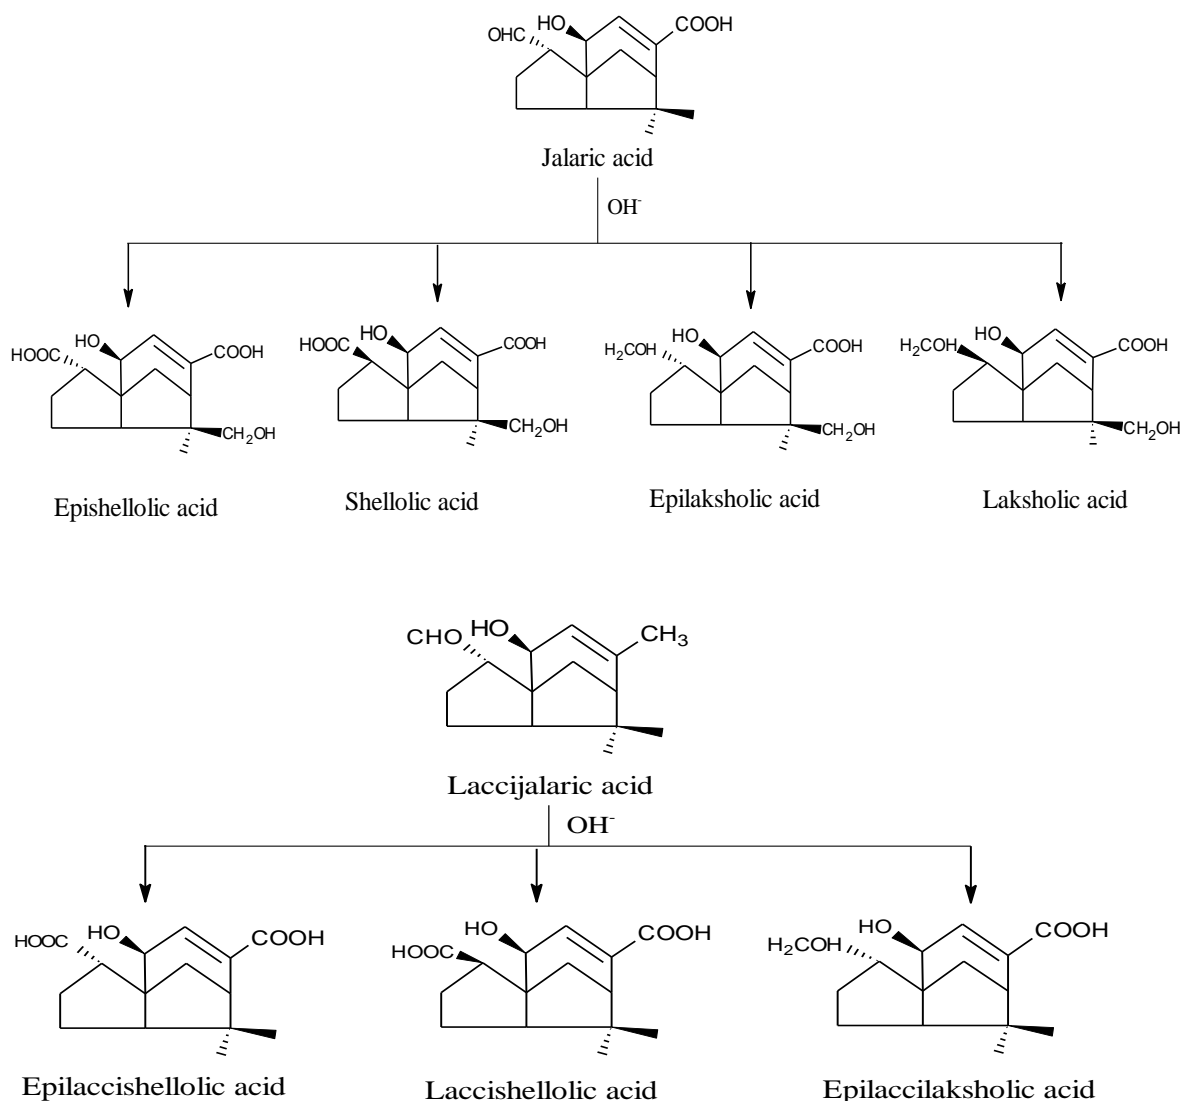 OHC HO COOH
Jalaric acid
OH-
HOOC HO COOH CH2OH
HOOC HO COOH CH2OH
H2COH HO COOH CH2OH
H2COH HO COOH CH2OH
Epishellolic acid
Shellolic acid
Epilaksholic acid
Laksholic acid
CHO HO CH3
Laccijalaric acid
OH-
HOOC HO COOH
HOOC HO COOH
H2COH HO COOH
Epilaccishellolic acid
Laccishellolic acid
Epilaccilaksholic acid